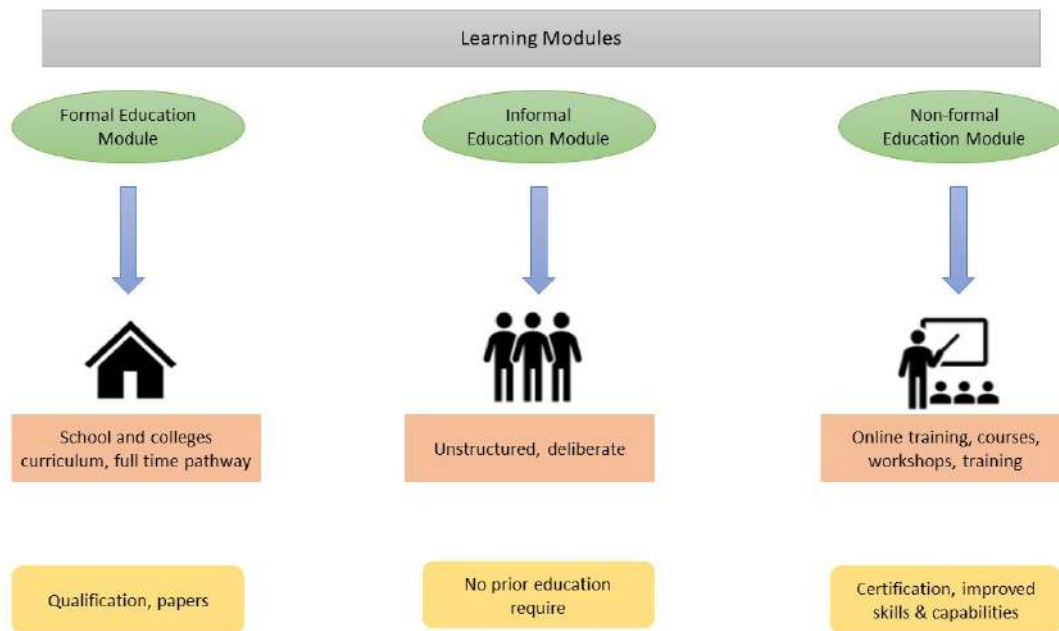 Learning Modules
Formal Education
Module
Informal
Education Module
Non-formal
Education Module
School and colleges
curriculum, full time pathway
Unstructured, deliberate
Online training, courses,
workshops, training
Qualification, papers
No prior education
require
Certification, improved
skills & capabilities